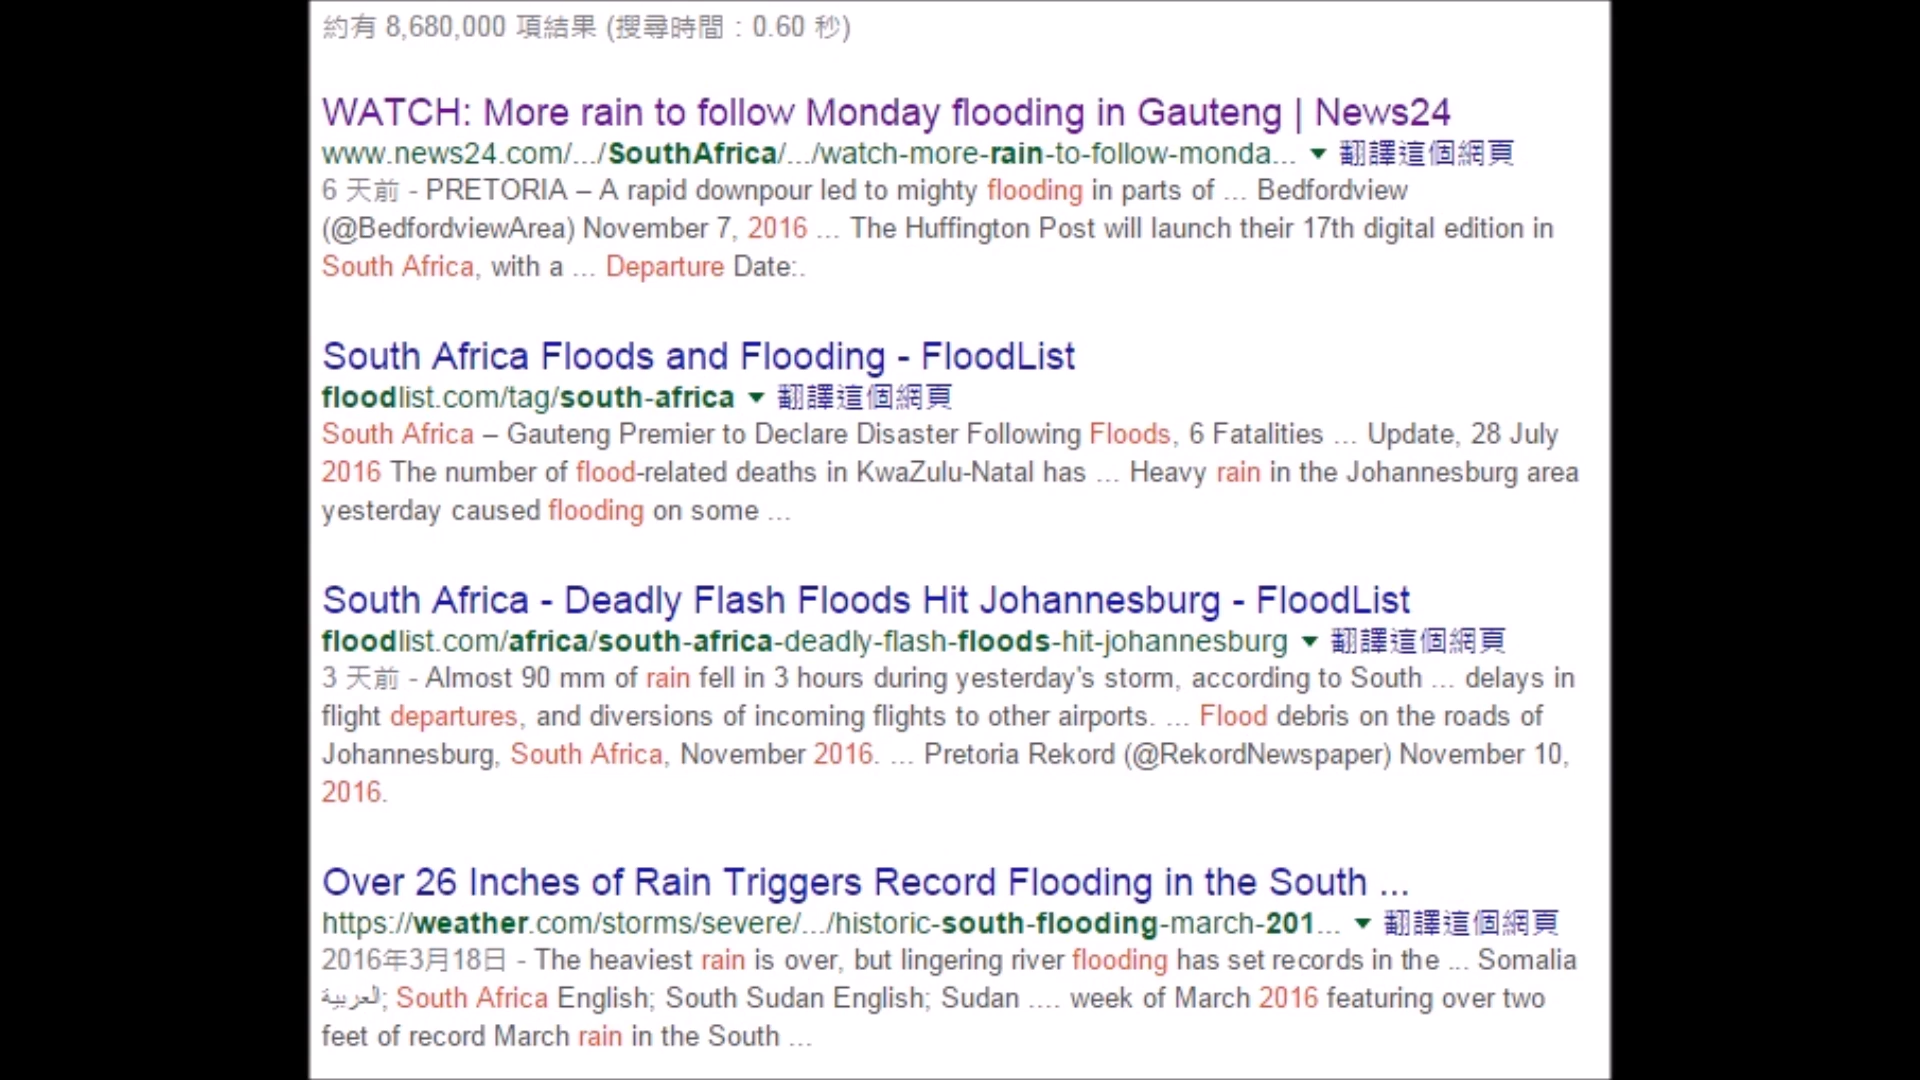 約有 8,680,000 項結果 (搜尋時間：0.60 秒)
WATCH: More rain to follow Monday flooding in Gauteng | News24
www.news24.com/.../SouthAfrica/.../watch-more-rain-to-follow-monda... ▼ 翻譯這個網頁
6 天前 - PRETORIA – A rapid downpour led to mighty flooding in parts of ... Bedfordview
(@BedfordviewArea) November 7, 2016 ... The Huffington Post will launch their 17th digital edition in
South Africa, with a ... Departure Date:.
South Africa Floods and Flooding - FloodList
floodlist.com/tag/south-africa ▼ 翻譯這個網頁
South Africa – Gauteng Premier to Declare Disaster Following Floods, 6 Fatalities ... Update, 28 July
2016 The number of flood-related deaths in KwaZulu-Natal has ... Heavy rain in the Johannesburg area
yesterday caused flooding on some ...
South Africa - Deadly Flash Floods Hit Johannesburg - FloodList
floodlist.com/africa/south-africa-deadly-flash-floods-hit-johannesburg ▼ 翻譯這個網頁
3 天前 - Almost 90 mm of rain fell in 3 hours during yesterday's storm, according to South ... delays in
flight departures, and diversions of incoming flights to other airports. ... Flood debris on the roads of
Johannesburg, South Africa, November 2016. ... Pretoria Rekord (@RekordNewspaper) November 10,
2016.
Over 26 Inches of Rain Triggers Record Flooding in the South ...
https://weather.com/storms/severe/.../historic-south-flooding-march-201... ▼ 翻譯這個網頁
2016年3月18日 - The heaviest rain is over, but lingering river flooding has set records in the ... Somalia
العربية; South Africa English; South Sudan English; Sudan .... week of March 2016 featuring over two
feet of record March rain in the South ...